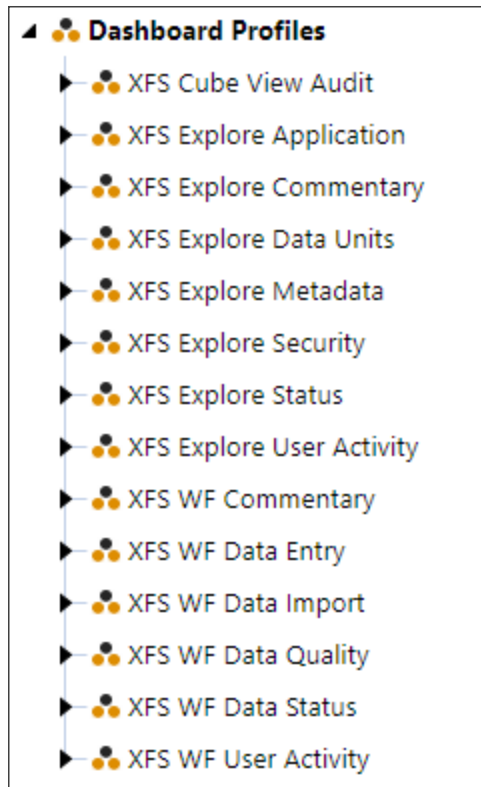 Dashboard Profiles
XFS Cube View Audit
XFS Explore Application
XFS Explore Commentary
XFS Explore Data Units
XFS Explore Metadata
XFS Explore Security
XFS Explore Status
XFS Explore User Activity
XFS WF Commentary
XFS WF Data Entry
XFS WF Data Import
XFS WF Data Quality
XFS WF Data Status
XFS WF User Activity